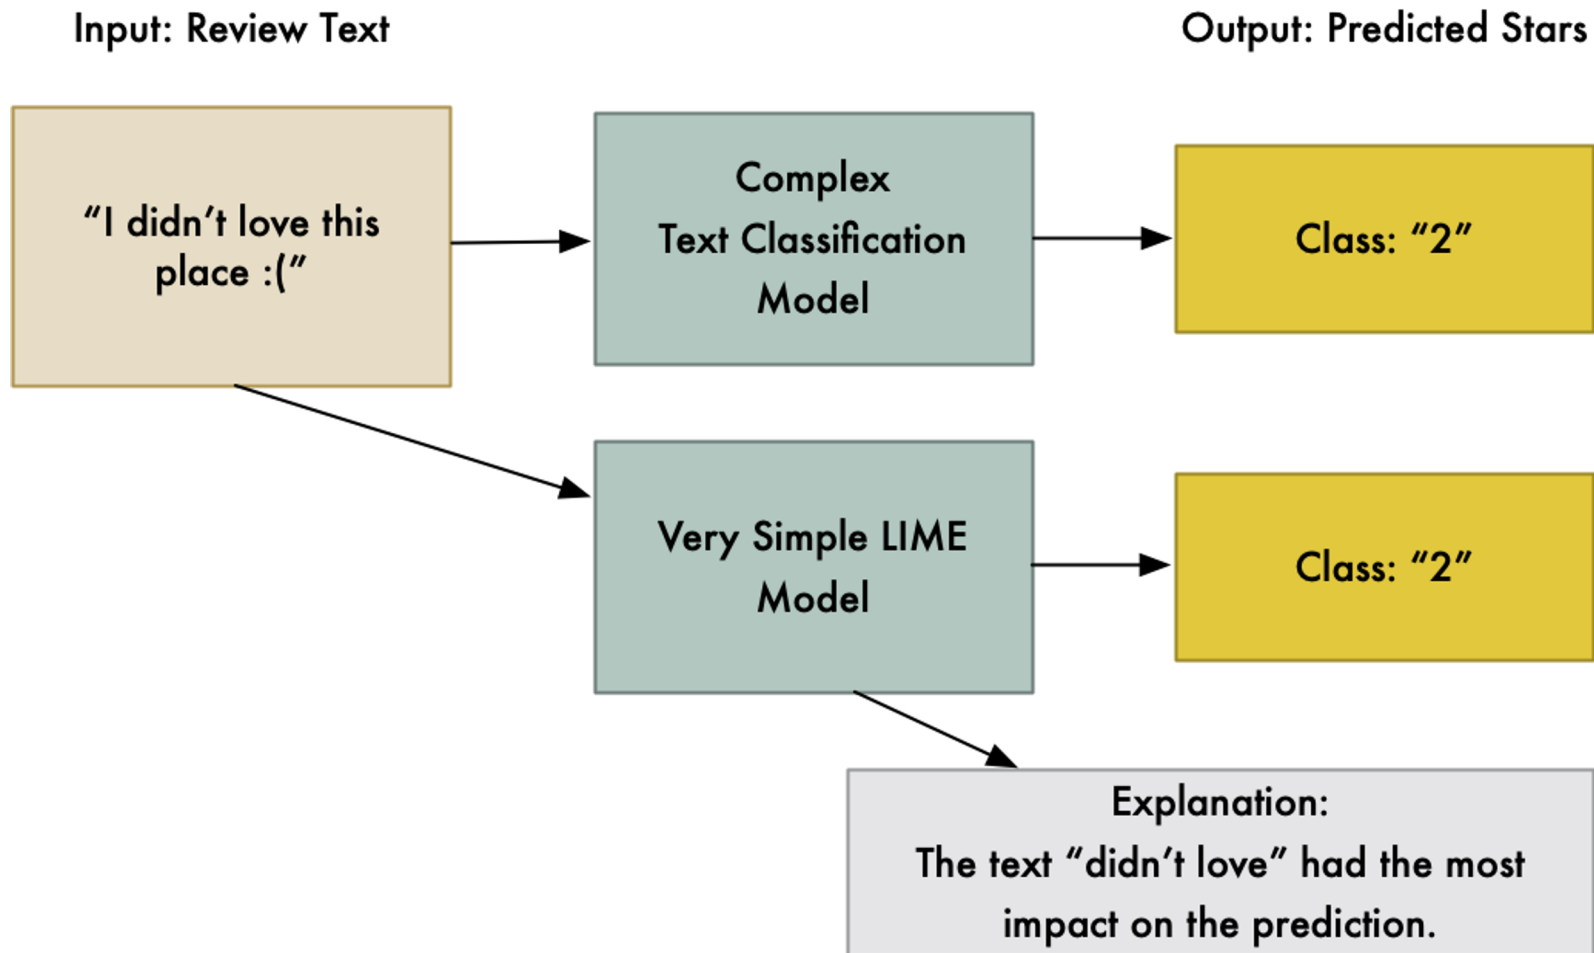 Input: Review Text
Output: Predicted Stars
“I didn’t love this
place :(”
Complex
Text Classification
Model
Class: “2”
Very Simple LIME
Model
Class: “2”
Explanation:
The text “didn’t love” had the most
impact on the prediction.